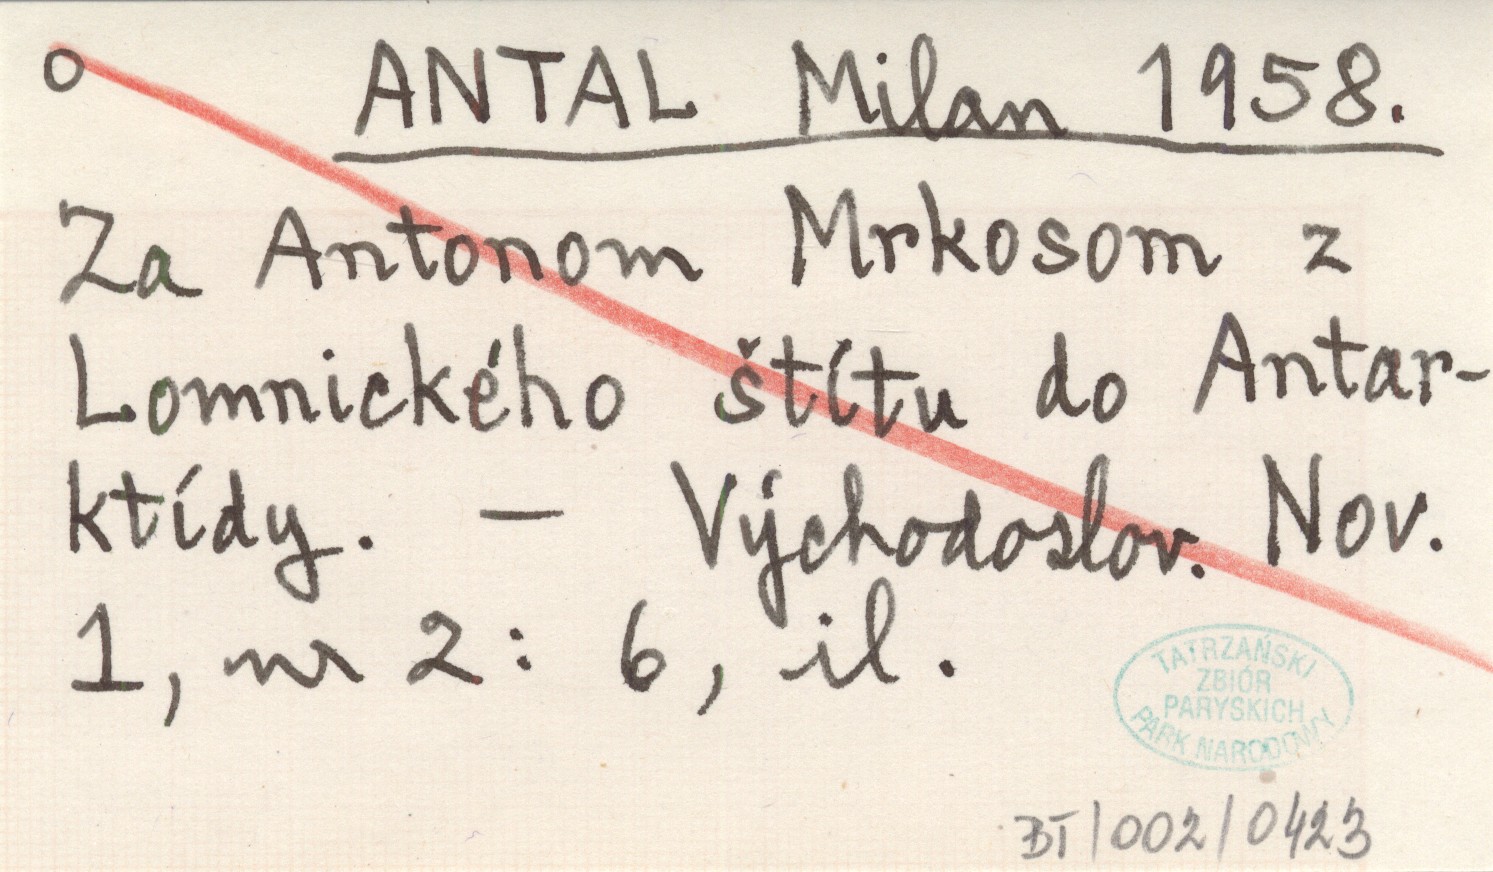 o ANTAL Milan 1958.
Za Antonom Mrkosom z
Lomnického štítu do Antar-
ktídy. — Východoslov. Nov.
1, nr 2: 6, il.
TATRZAŃSKI
ZBIÓR
PARYSKICH
PARK NARODOWY
BT/002/0423